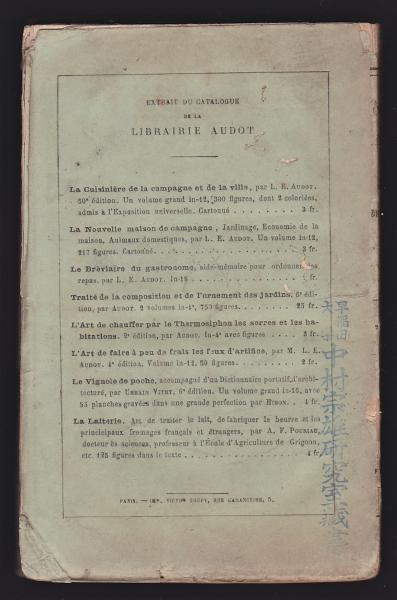 EXTRAIT DU CATALOGUE
DE LA
LIBRAIRIE AUDOT
La Cuisinière de la campagne et de la ville, par L. E. AUDOT.
60e édition. Un volume grand in-12, 300 figures, dont 2 coloriées,
admis à l'Exposition universelle. Cartonné . . . . . . . . 3 fr.
La Nouvelle maison de campagne, Jardinage, Economie de la
maison, Animaux domestiques, par L. E. AUDOT. Un volume in-12,
217 figures. Cartonné. . . . . . . . . . . . . . 3 fr.
Le Bréviaire du gastronome, aide-mémoire pour ordonner les
repas, par L. E. AUDOT. In-18 . . . . . . . . . . fr.
Traité de la composition et de l'ornement des jardins. 6e édi-
tion, par AUDOT. 2 volumes in-4°, 750 figures. . . . . . . 25 fr.
L'Art de chauffer par le Thermosiphon les serres et les ha-
bitations. 2e édition, par AUDOT. In-4° avec figures . . . . 3 fr.
L'Art de faire à peu de frais les feux d'artifice, par M. L. E.
AUDOT. 4e édition, Volume in-12. 50 figures. . . . . . . . 2 fr.
Le Vignole de poche, accompagné d'un Dictionnaire portatif d'archi-
tecture, par URBAIN VITRY, 6e édition. Un volume grand in-16, avec
55 planches gravées dans une grande perfection, par HIBON. . 4 fr.
La Laiterie. Art de traiter le lait, de fabriquer le beurre et les
principaux fromages français et étrangers, par A. F. POURIAU,
docteur ès sciences, professeur à l'École d'Agriculture de Grignon,
etc. 125 figures dans le texte . . . . . . . . . . . 4 fr.
PARIS. — IMP. VICTOR GOUPY, RUE GARANCIÈRE, 5.